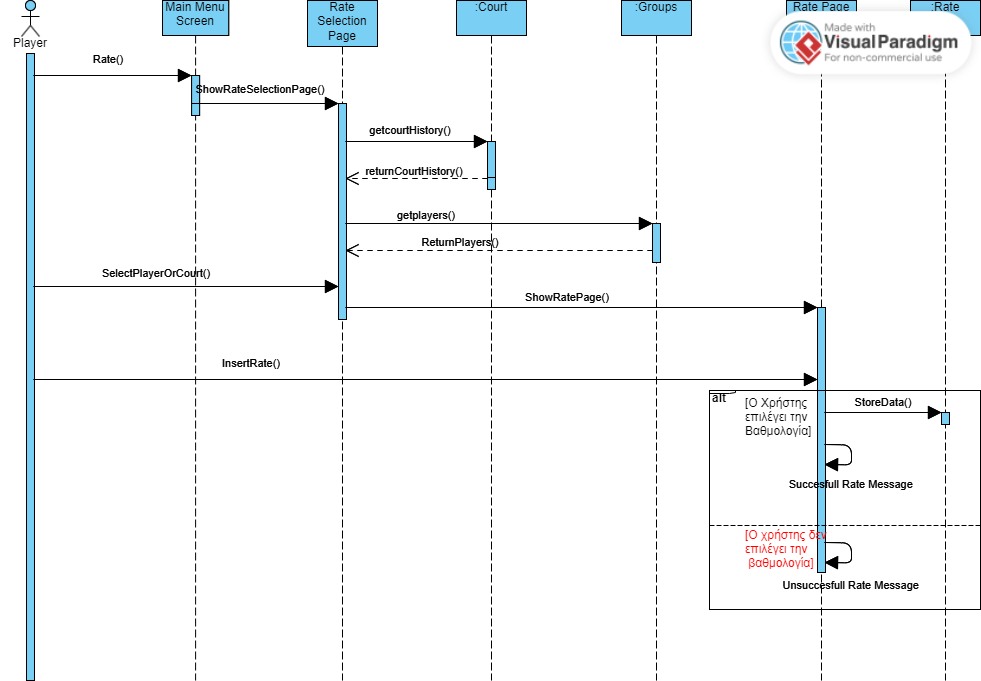 Main Menu
Screen
Rate
Selection
Page
:Court
:Groups
Rate Page
:Rate
Made with
Visual Paradigm
For non-commercial use
Player
Rate()
ShowRateSelectionPage()
getcourtHistory()
returnCourtHistory()
getplayers()
ReturnPlayers()
SelectPlayerOrCourt()
ShowRatePage()
InsertRate()
alt
[Ο Χρήστης
επιλέγει την
Βαθμολογία]
StoreData()
Succesfull Rate Message
[Ο χρήστης δεν
επιλέγει την
βαθμολογία]
Unsuccesfull Rate Message